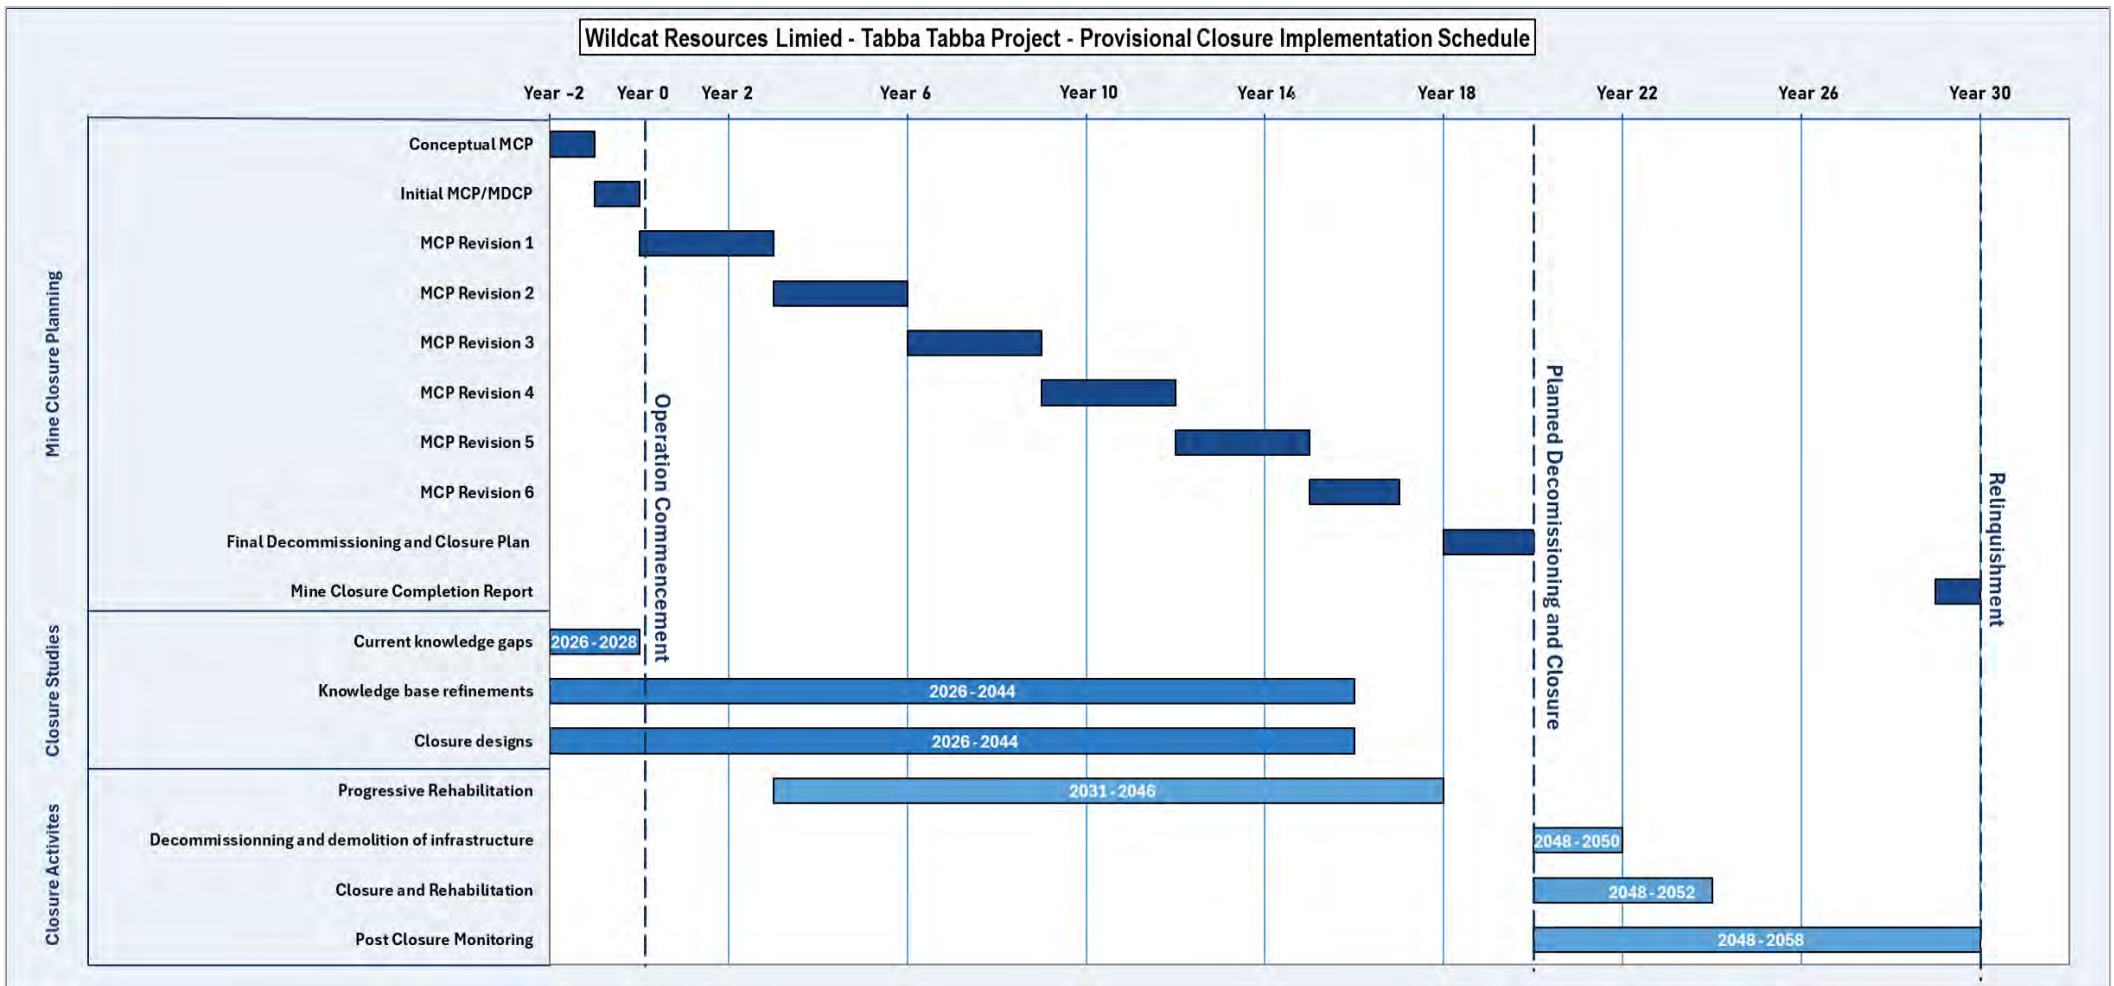 Wildcat Resources Limied - Tabba Tabba Project - Provisional Closure Implementation Schedule
Year -2 Year 0 Year 2 Year 6 Year 10 Year 14 Year 18 Year 22 Year 26 Year 30
Mine Closure Planning
Conceptual MCP
Initial MCP/MDCP
MCP Revision 1
MCP Revision 2
MCP Revision 3
MCP Revision 4
MCP Revision 5
MCP Revision 6
Final Decommissioning and Closure Plan
Mine Closure Completion Report
Operation Commencement
Planned Decomissioning and Closure
Relinquishment
Closure Studies
Current knowledge gaps 2026 - 2028
Knowledge base refinements 2026 - 2044
Closure designs 2026 - 2044
Closure Activites
Progressive Rehabilitation 2031 - 2046
Decommissionning and demolition of infrastructure 2048 - 2050
Closure and Rehabilitation 2048 - 2052
Post Closure Monitoring 2048 - 2058